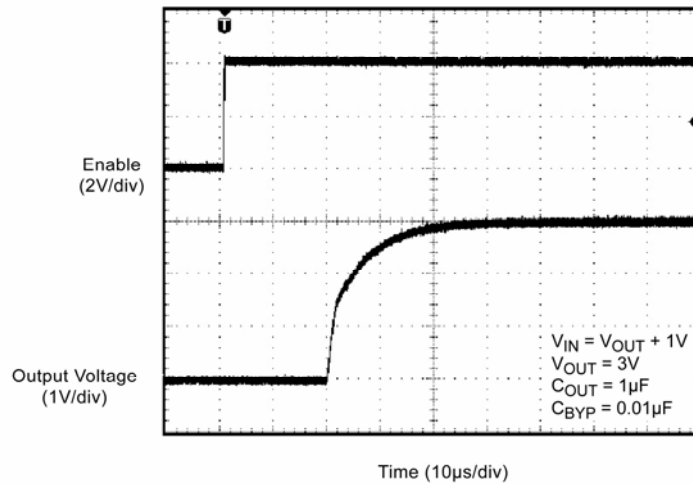 T
Enable
(2V/div)
Output Voltage
(1V/div)
V_IN = V_OUT + 1V
V_OUT = 3V
C_OUT = 1µF
C_BYP = 0.01µF
Time (10µs/div)